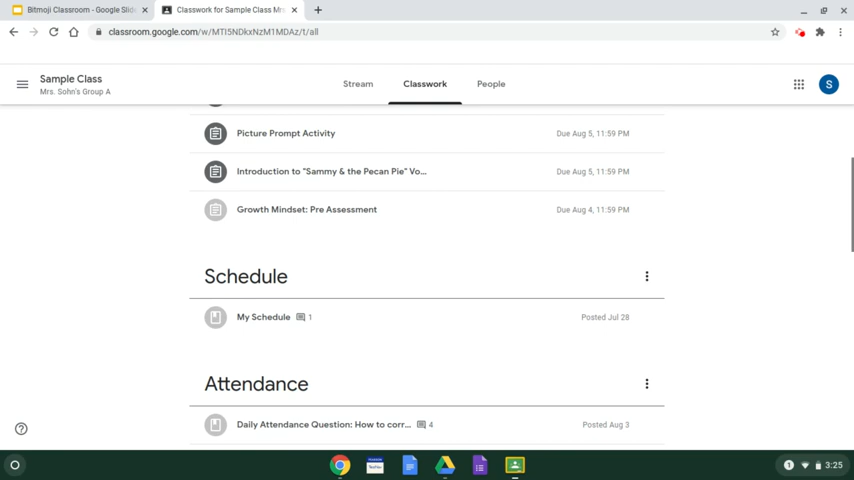 Bitmoji Classroom - Google Slide
Classwork for Sample Class Mrs.
classroom.google.com/w/MTI5NDkxNzM1MDAz/t/all
Sample Class
Mrs. Sohn's Group A
Stream
Classwork
People
S
Picture Prompt Activity
Due Aug 5, 11:59 PM
Introduction to "Sammy & the Pecan Pie" Vo...
Due Aug 5, 11:59 PM
Growth Mindset: Pre Assessment
Due Aug 4, 11:59 PM
Schedule
My Schedule 1
Posted Jul 28
Attendance
Daily Attendance Question: How to corr... 4
Posted Aug 3
1 3:25